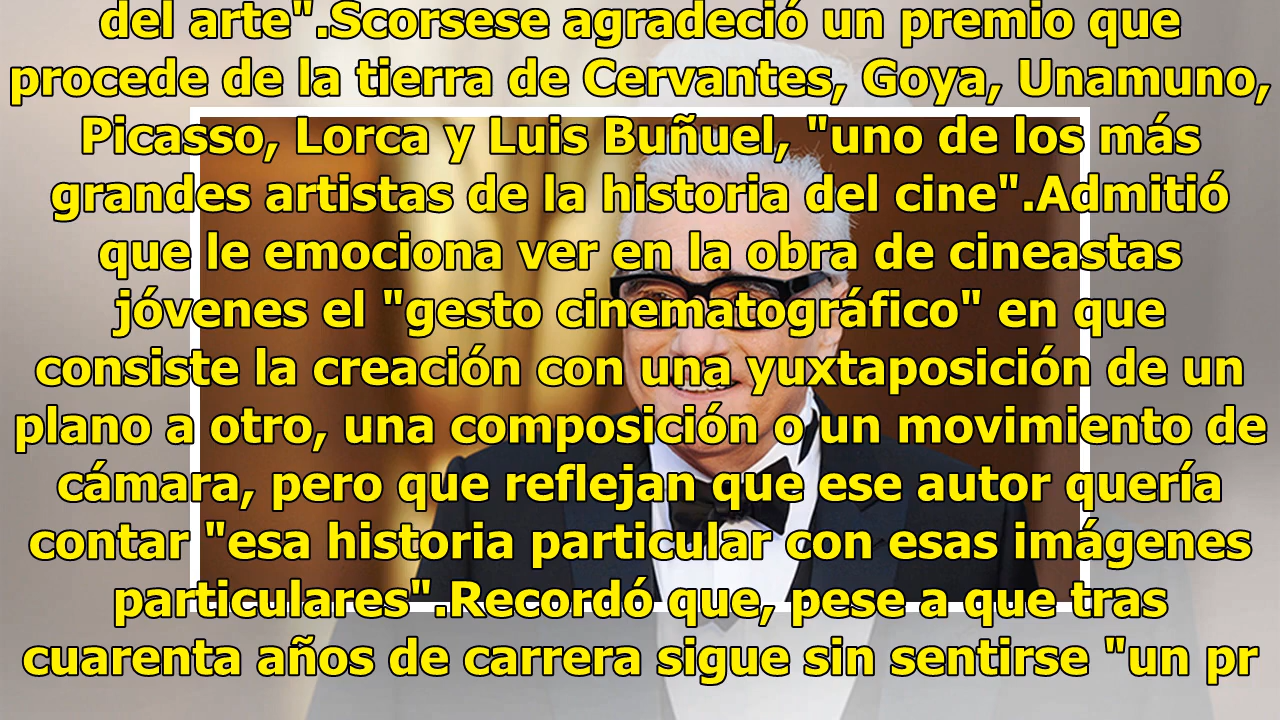 del arte".Scorsese agradeció un premio que
procede de la tierra de Cervantes, Goya, Unamuno,
Picasso, Lorca y Luis Buñuel, "uno de los más
grandes artistas de la historia del cine".Admitió
que le emociona ver en la obra de cineastas
jóvenes el "gesto cinematográfico" en que
consiste la creación con una yuxtaposición de un
plano a otro, una composición o un movimiento de
cámara, pero que reflejan que ese autor quería
contar "esa historia particular con esas imágenes
particulares".Recordó que, pese a que tras
cuarenta años de carrera sigue sin sentirse "un pr